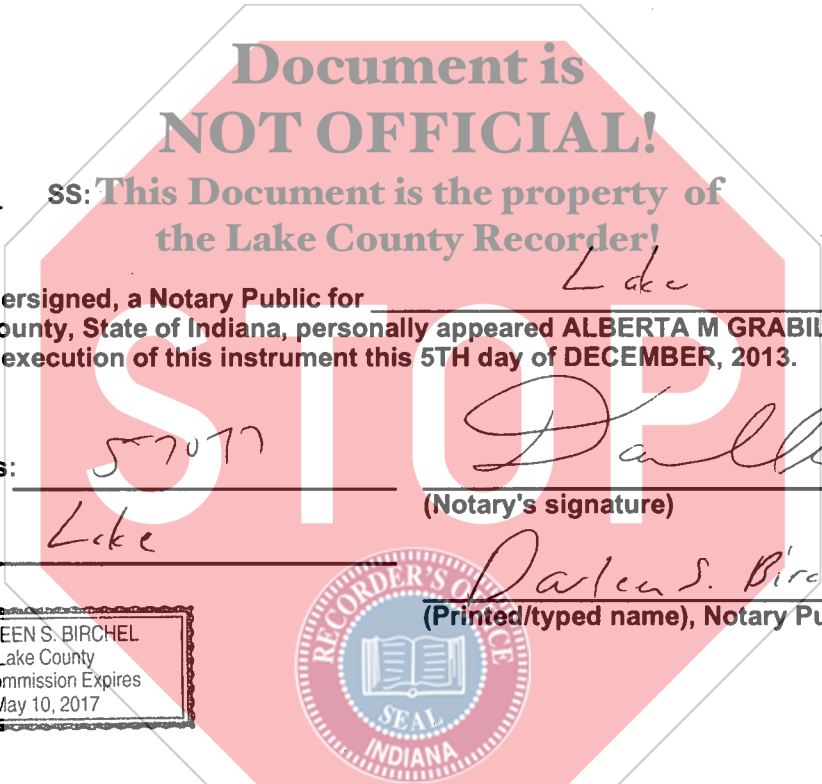 Document is
NOT OFFICIAL!
SS: This Document is the property of
the Lake County Recorder!
ersigned, a Notary Public for Lake
ounty, State of Indiana, personally appeared ALBERTA M GRABIL
execution of this instrument this 5TH day of DECEMBER, 2013.
STOP
s:
(Notary's signature)
Lake
Darleen S. Birc
(Printed/typed name), Notary Pu
EEN S. BIRCHEL
Lake County
mmission Expires
May 10, 2017
RECORDER'S OFFICE
SEAL
INDIANA